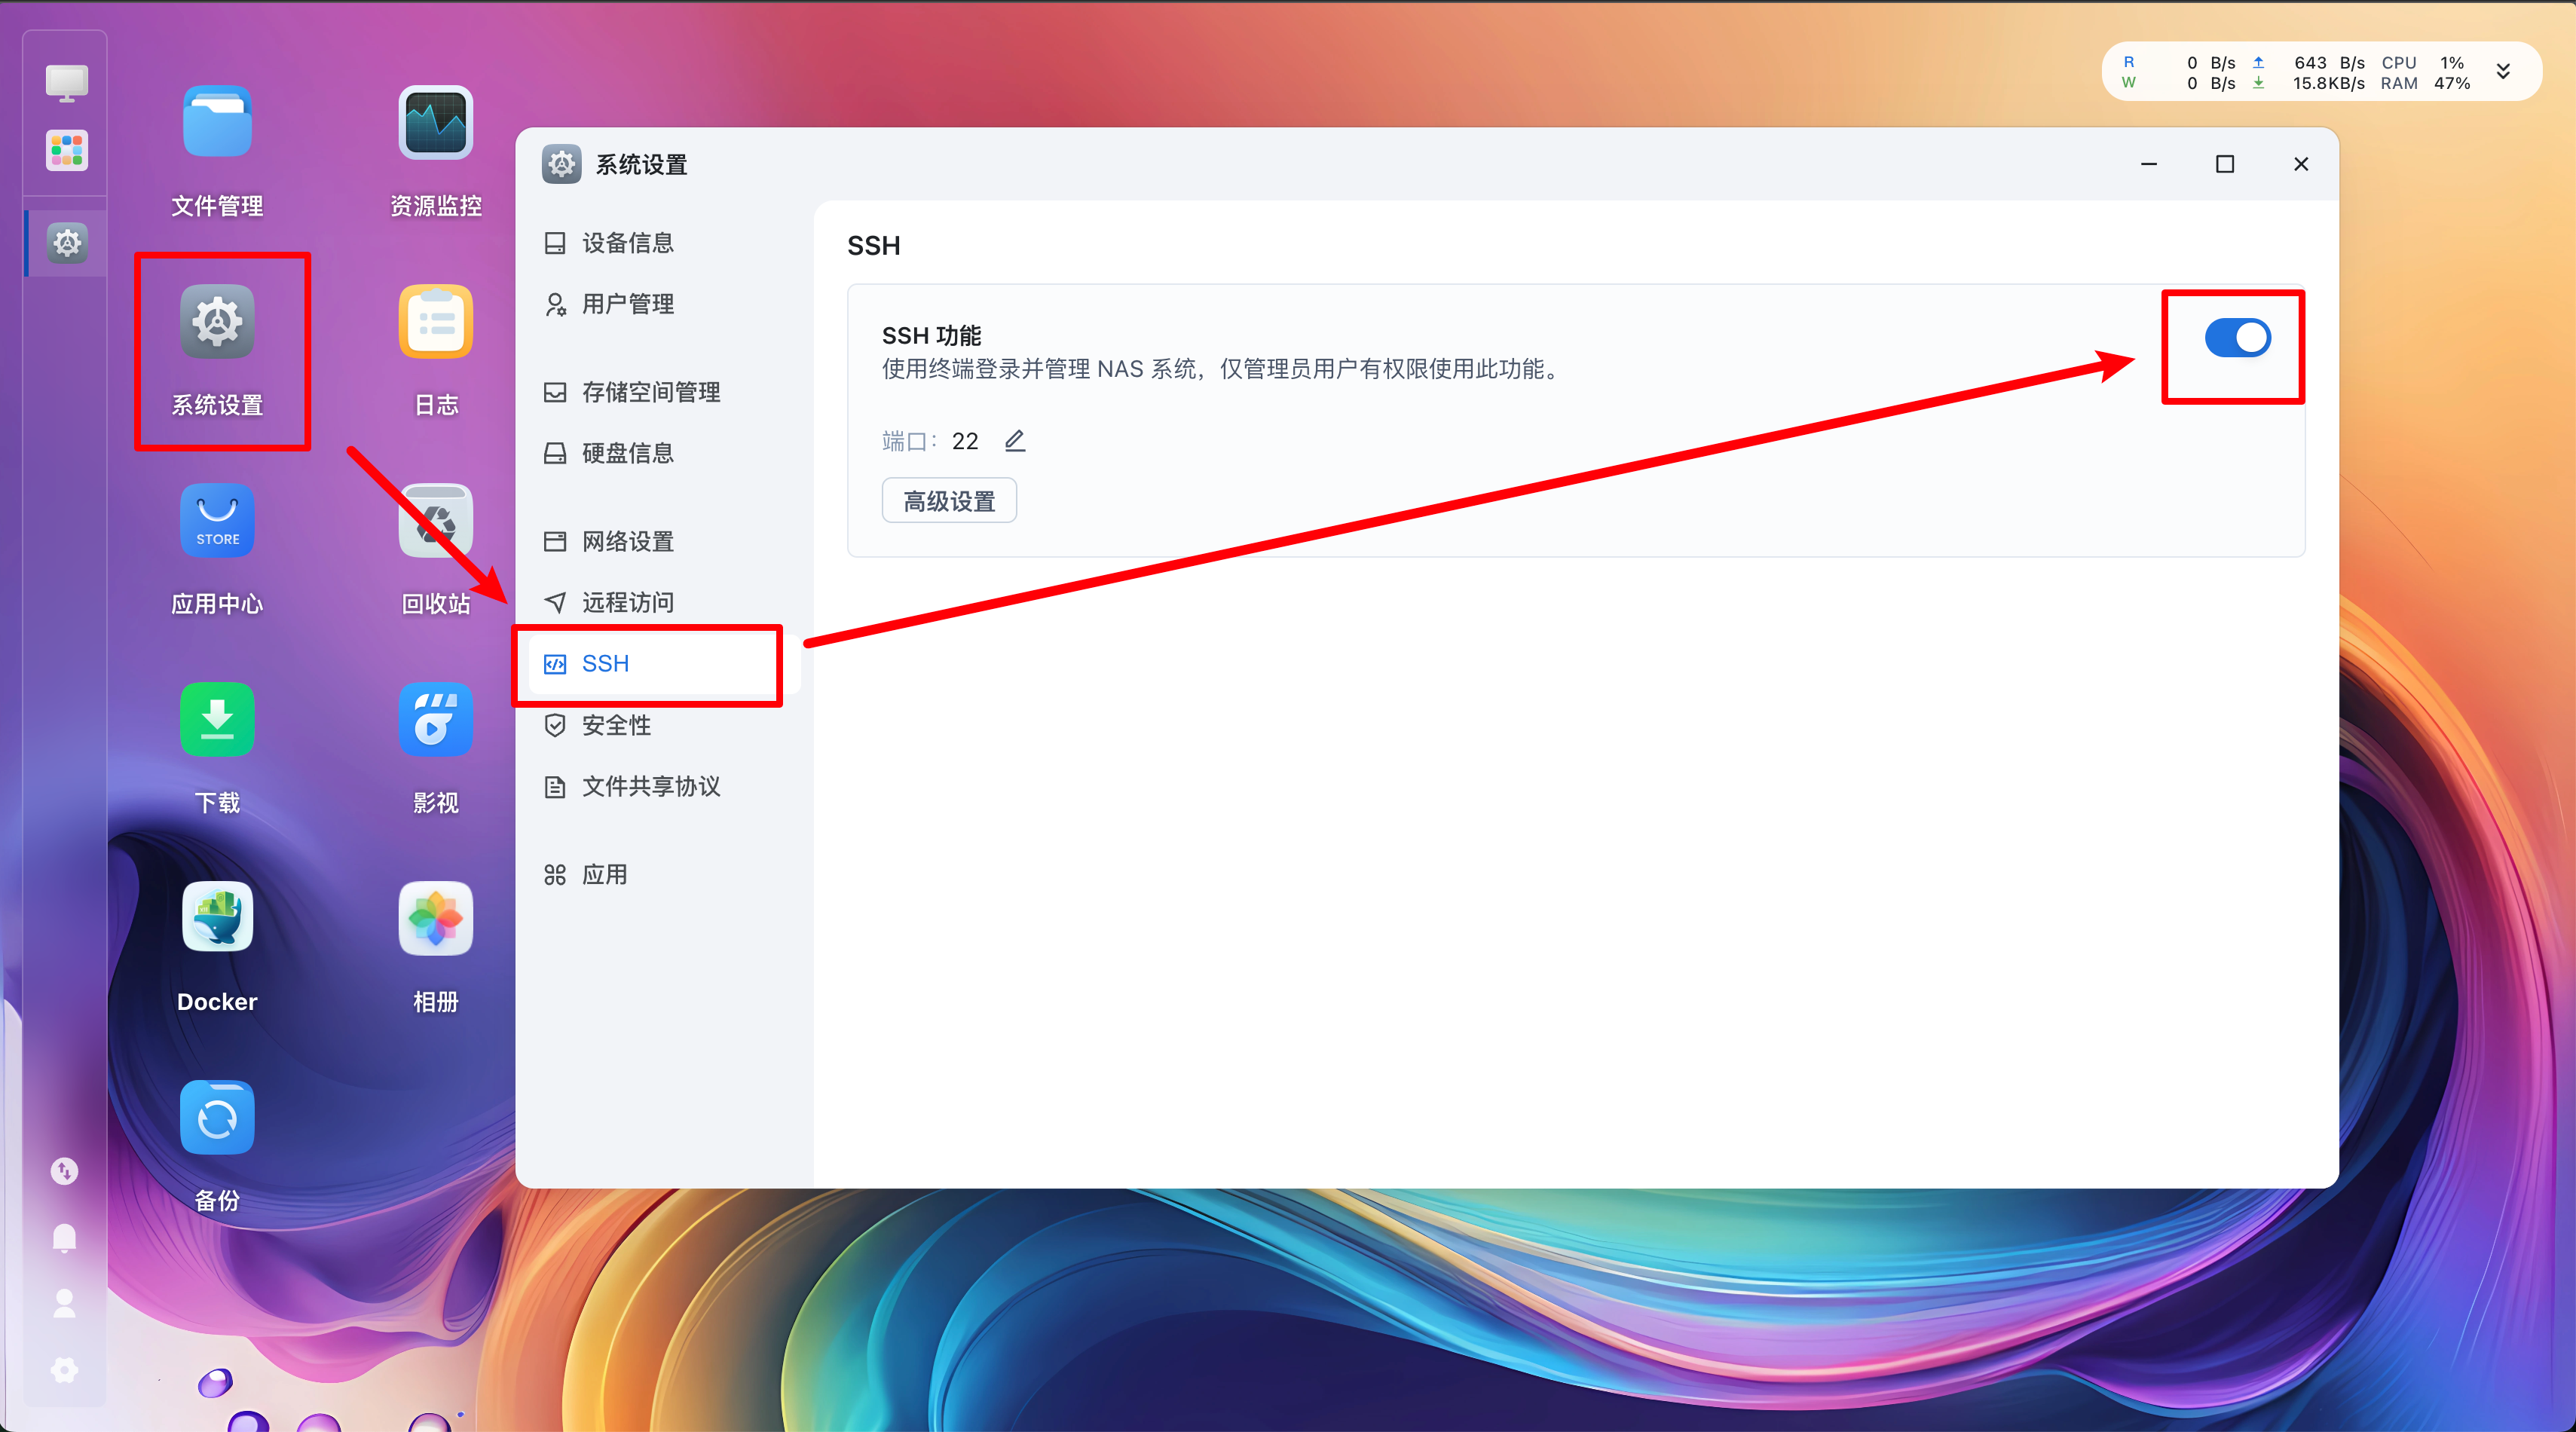 R 0 B/s 643 B/s CPU 1%
W 0 B/s 15.8KB/s RAM 47%
文件管理
资源监控
系统设置
日志
STORE
应用中心
回收站
下载
影视
Docker
相册
备份
系统设置
设备信息
用户管理
存储空间管理
硬盘信息
网络设置
远程访问
SSH
安全性
文件共享协议
应用
SSH
SSH 功能
使用终端登录并管理 NAS 系统，仅管理员用户有权限使用此功能。
端口： 22
高级设置